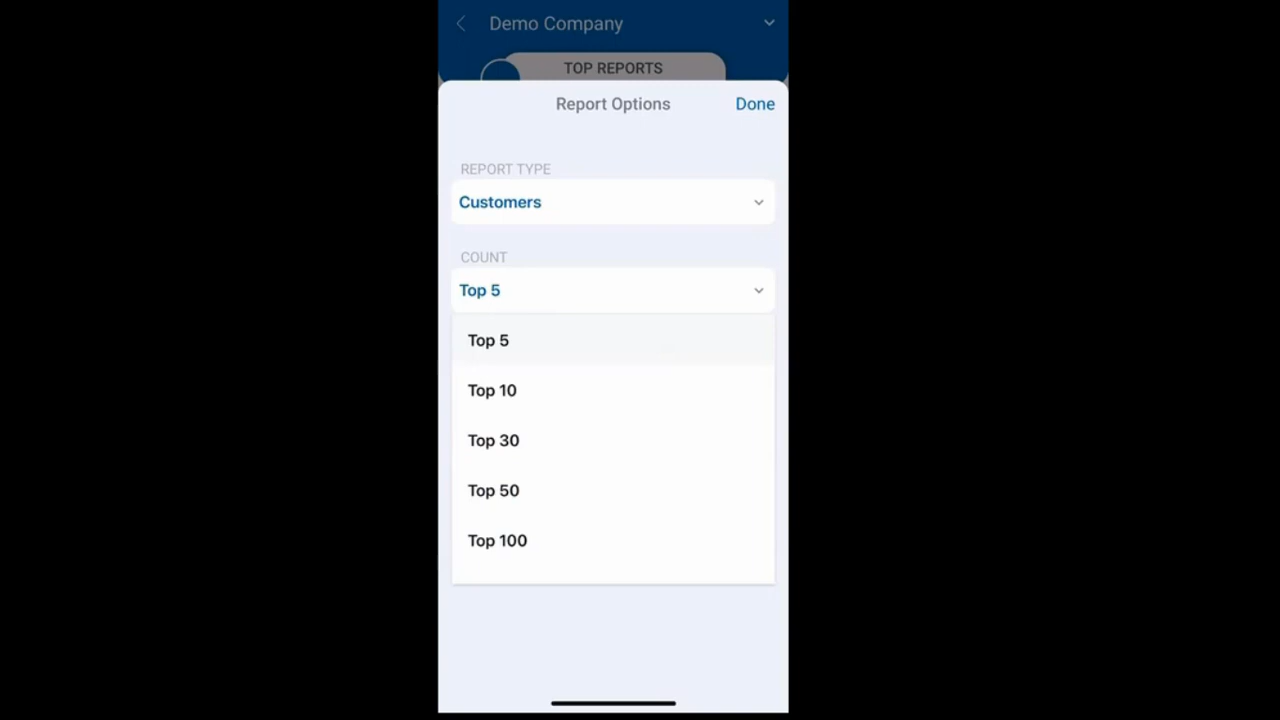 Demo Company
TOP REPORTS
Report Options
Done
REPORT TYPE
Customers
COUNT
Top 5
Top 5
Top 10
Top 30
Top 50
Top 100